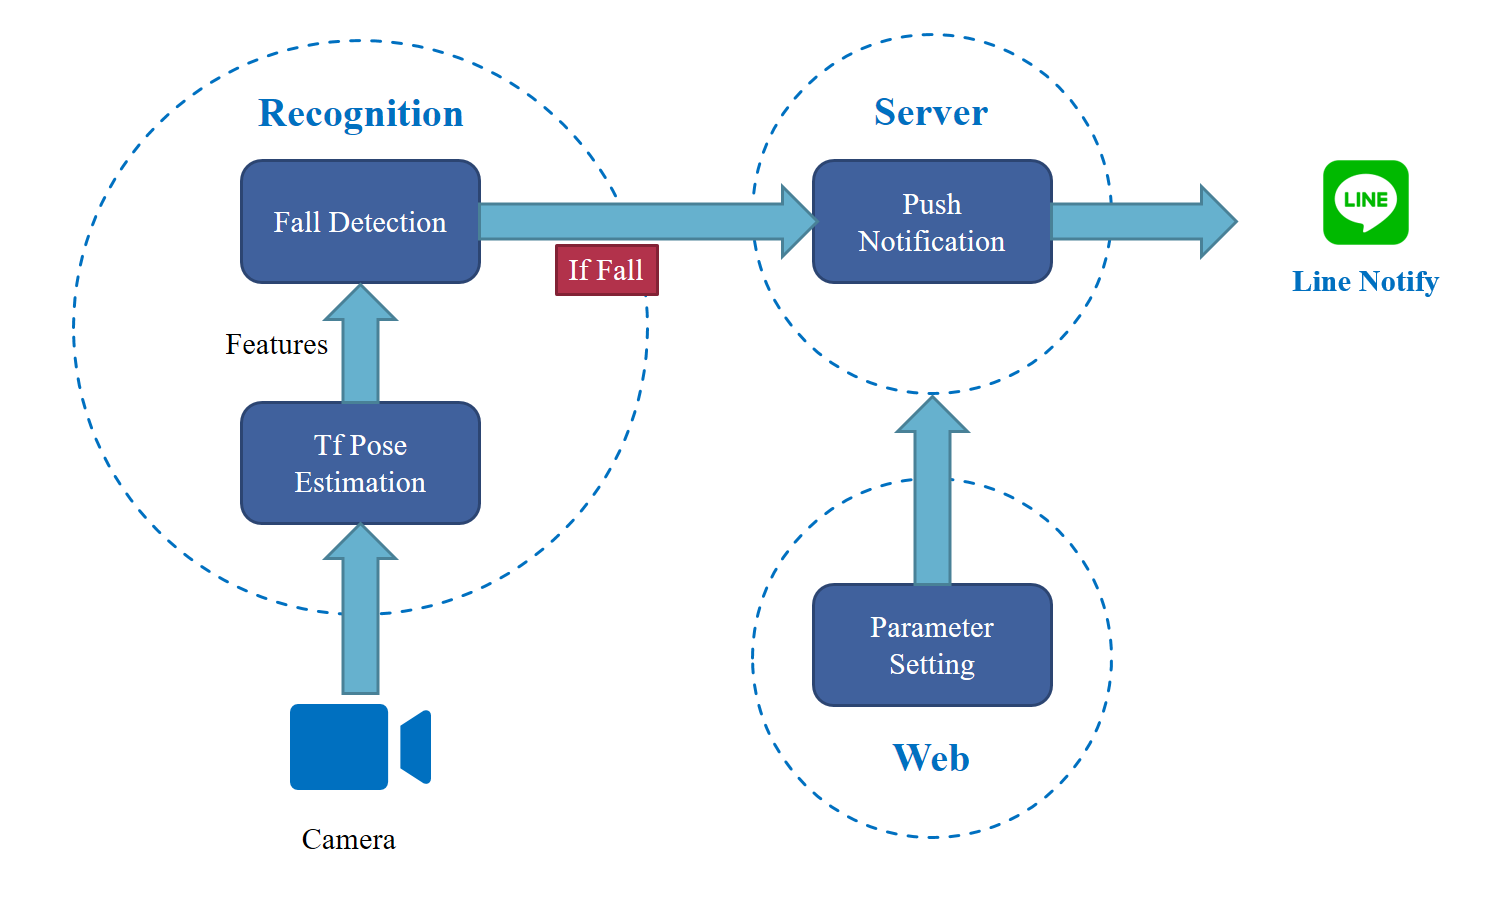 Recognition
Fall Detection
If Fall
Features
Tf Pose
Estimation
Camera
Server
Push
Notification
LINE
Line Notify
Parameter
Setting
Web